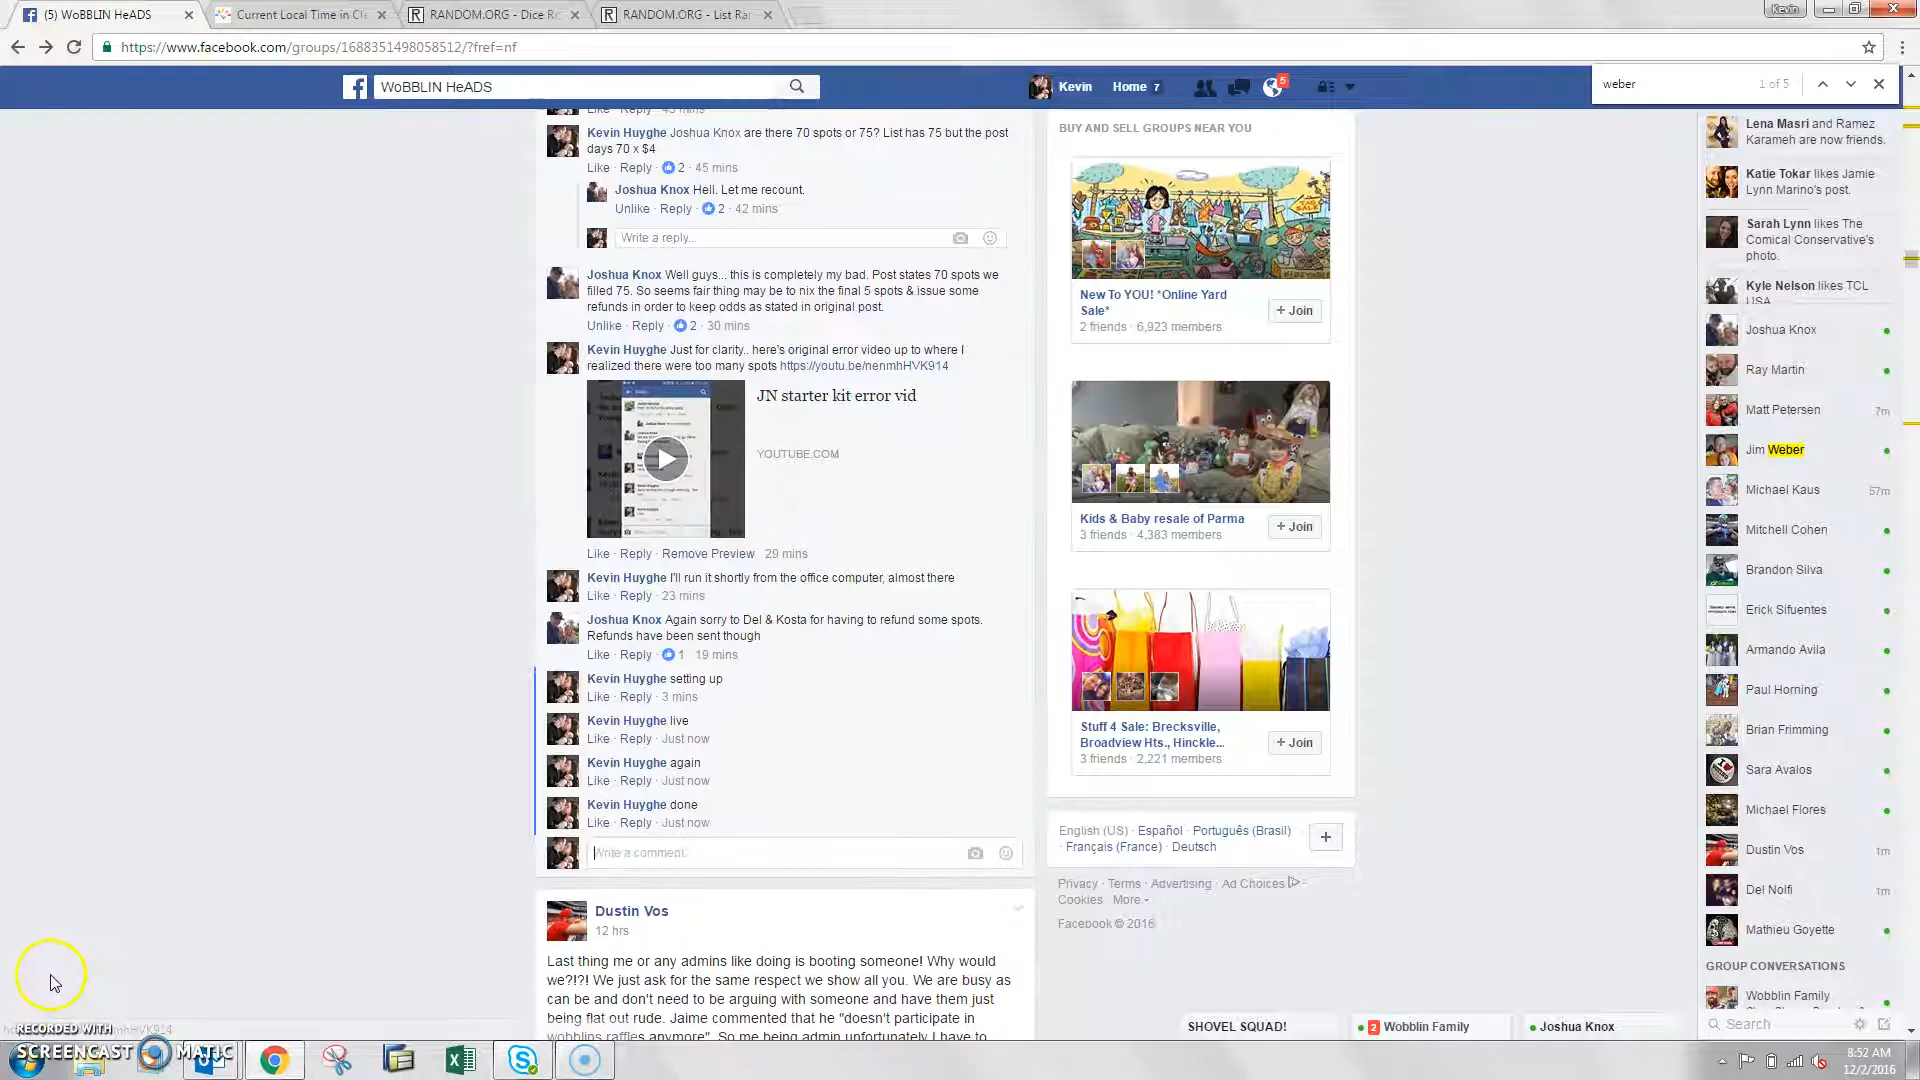 (5) WoBBLIN HeADS
Current Local Time in Cle
RANDOM.ORG - Dice Ro
RANDOM.ORG - List Ran
Kevin
https://www.facebook.com/groups/1688351498058512/?fref=nf
WoBBLIN HeADS
Kevin
Home 7
5
weber
1 of 5
Like · Reply · 45 mins
Kevin Huyghe Joshua Knox are there 70 spots or 75? List has 75 but the post
days 70 x $4
Like · Reply · 2 · 45 mins
Joshua Knox Hell. Let me recount.
Unlike · Reply · 2 · 42 mins
Write a reply...
Joshua Knox Well guys... this is completely my bad. Post states 70 spots we
filled 75. So seems fair thing may be to nix the final 5 spots & issue some
refunds in order to keep odds as stated in original post.
Unlike · Reply · 2 · 30 mins
Kevin Huyghe Just for clarity.. here's original error video up to where I
realized there were too many spots https://youtu.be/nenmhHVK914
JN starter kit error vid
YOUTUBE.COM
Like · Reply · Remove Preview · 29 mins
Kevin Huyghe I'll run it shortly from the office computer, almost there
Like · Reply · 23 mins
Joshua Knox Again sorry to Del & Kosta for having to refund some spots.
Refunds have been sent though
Like · Reply · 1 · 19 mins
Kevin Huyghe setting up
Like · Reply · 3 mins
Kevin Huyghe live
Like · Reply · Just now
Kevin Huyghe again
Like · Reply · Just now
Kevin Huyghe done
Like · Reply · Just now
Write a comment.
Dustin Vos
12 hrs
Last thing me or any admins like doing is booting someone! Why would
we?!?! We just ask for the same respect we show all you. We are busy as
can be and don't need to be arguing with someone and have them just
being flat out rude. Jaime commented that he "doesn't participate in
wobblins raffles anymore". So me being admin unfortunately I have to
BUY AND SELL GROUPS NEAR YOU
TAG
SALE
New To YOU! *Online Yard
Sale*
2 friends · 6,923 members
+ Join
Kids & Baby resale of Parma
3 friends · 4,383 members
+ Join
Stuff 4 Sale: Brecksville,
Broadview Hts., Hinckle...
3 friends · 2,221 members
+ Join
English (US) · Español · Português (Brasil)
· Français (France) · Deutsch
Privacy · Terms · Advertising · Ad Choices ·
Cookies · More
Facebook © 2016
Lena Masri and Ramez
Karameh are now friends.
Katie Tokar likes Jamie
Lynn Marino's post.
Sarah Lynn likes The
Comical Conservative's
photo.
Kyle Nelson likes TCL
USA
Joshua Knox
Ray Martin
Matt Petersen 7m
Jim Weber
Michael Kaus 57m
Mitchell Cohen
Brandon Silva
Erick Sifuentes
Armando Avila
Paul Horning
Brian Frimming
Sara Avalos
Michael Flores
Dustin Vos 1m
Del Nolfi 1m
Mathieu Goyette
GROUP CONVERSATIONS
Wobblin Family
Search
SHOVEL SQUAD!
2 Wobblin Family
Joshua Knox
RECORDED WITH
SCREENCAST MATIC
8:52 AM
12/2/2016